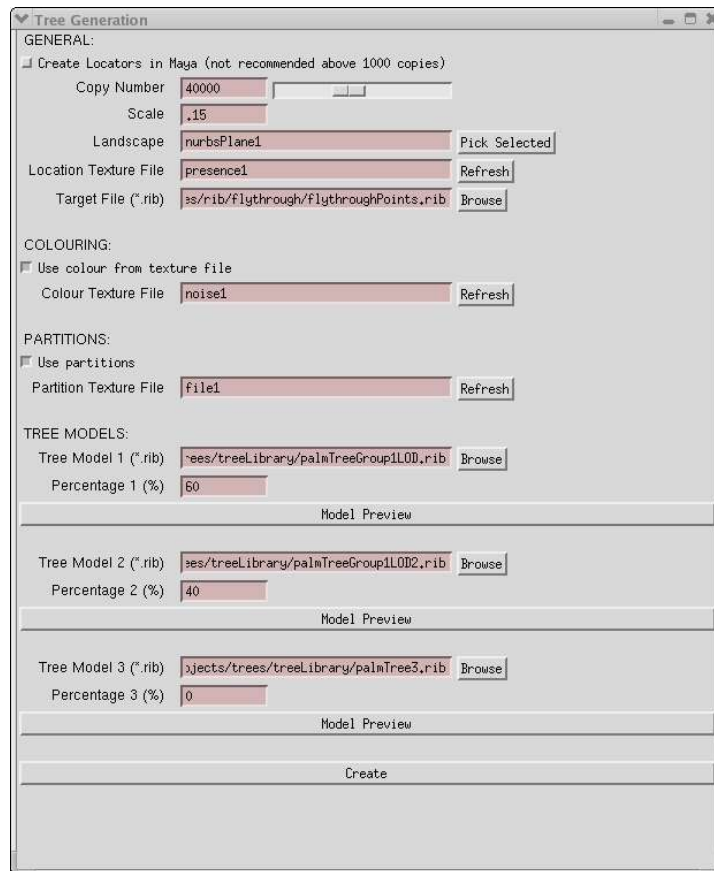 Tree Generation
GENERAL:
Create Locators in Maya (not recommended above 1000 copies)
Copy Number 40000
Scale .15
Landscape nurbsPlane1 Pick Selected
Location Texture File presence1 Refresh
Target File (*.rib) es/rib/flythrough/flythroughPoints.rib Browse
COLOURING:
Use colour from texture file
Colour Texture File noise1 Refresh
PARTITIONS:
Use partitions
Partition Texture File file1 Refresh
TREE MODELS:
Tree Model 1 (*.rib) rees/treeLibrary/palmTreeGroup1LOD.rib Browse
Percentage 1 (%) 60
Model Preview
Tree Model 2 (*.rib) ees/treeLibrary/palmTreeGroup1LOD2.rib Browse
Percentage 2 (%) 40
Model Preview
Tree Model 3 (*.rib) ojects/trees/treeLibrary/palmTree3.rib Browse
Percentage 3 (%) 0
Model Preview
Create